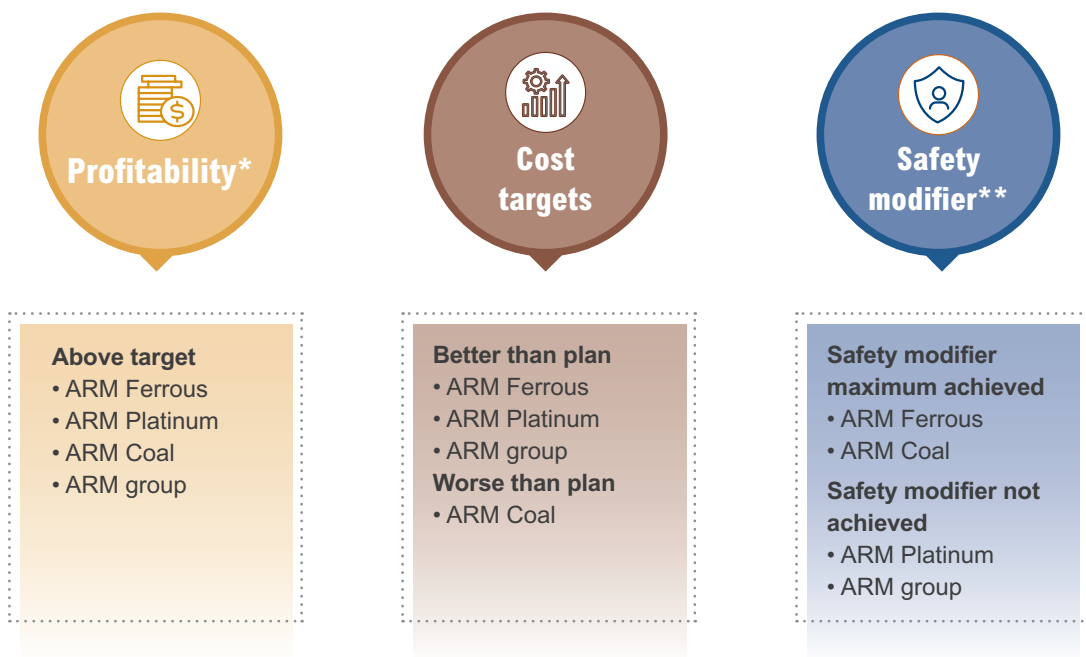 $
Profitability*
Above target
• ARM Ferrous
• ARM Platinum
• ARM Coal
• ARM group
Cost
targets
Better than plan
• ARM Ferrous
• ARM Platinum
• ARM group
Worse than plan
• ARM Coal
Safety
modifier**
Safety modifier
maximum achieved
• ARM Ferrous
• ARM Coal
Safety modifier not
achieved
• ARM Platinum
• ARM group